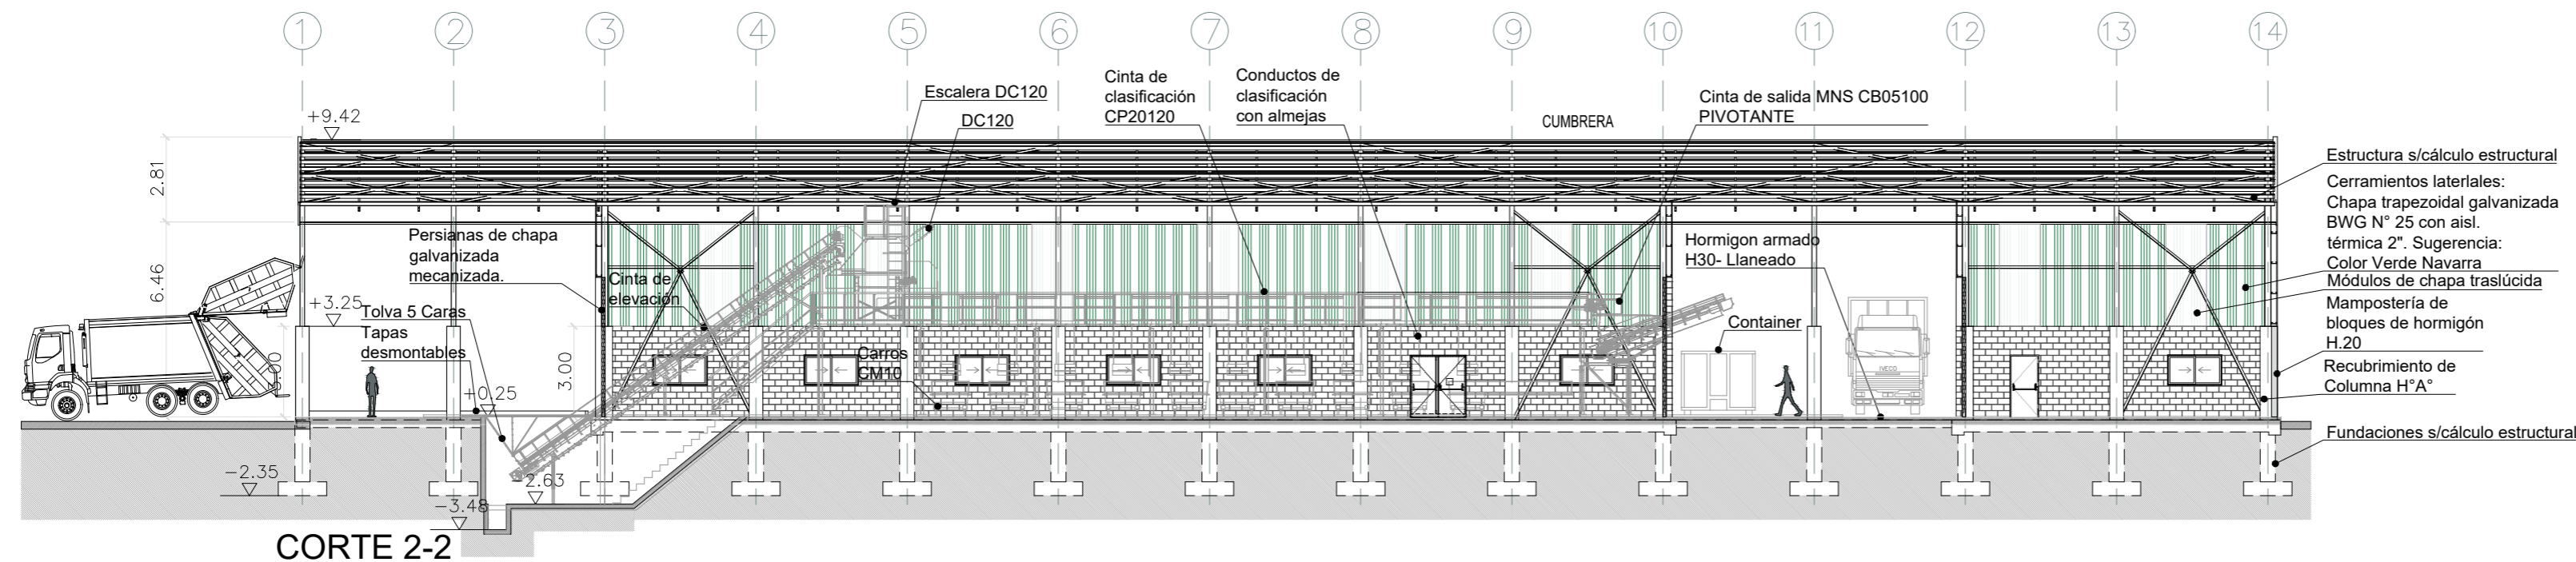 1 2 3 4 5 6 7 8 9 10 11 12 13 14
Escalera DC120
DC120
Cinta de
clasificación
CP20120
Conductos de
clasificación
con almejas
CUMBRERA
Cinta de salida MNS CB05100
PIVOTANTE
+9.42
2.81
6.46
+3.25
3.00
+0.25
-2.35
-2.63
-3.48
Persianas de chapa
galvanizada
mecanizada.
Cinta de
elevación
Tolva 5 Caras
Tapas
desmontables
Carros
CM10
Hormigon armado
H30- Llaneado
Container
IVECO
Estructura s/cálculo estructural
Cerramientos laterlales:
Chapa trapezoidal galvanizada
BWG N° 25 con aisl.
térmica 2". Sugerencia:
Color Verde Navarra
Módulos de chapa traslúcida
Mampostería de
bloques de hormigón
H.20
Recubrimiento de
Columna H°A°
Fundaciones s/cálculo estructural
CORTE 2-2